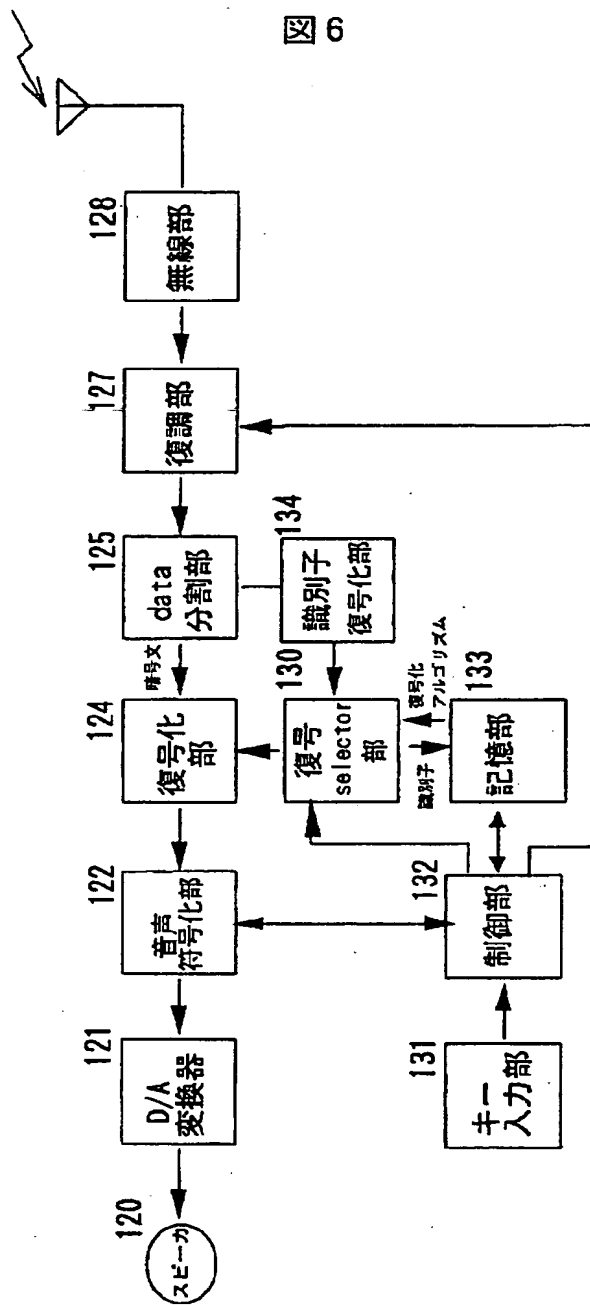 図6
120
スピーカ
121
D/A
変換器
122
音声
符号化部
124
復号化
部
暗号文
125
data
分割部
127
復調部
128
無線部
134
識別子
復号化部
130
復号
selector
部
識別子
復号化
アルゴリズム
131
キー
入力部
132
制御部
133
記憶部